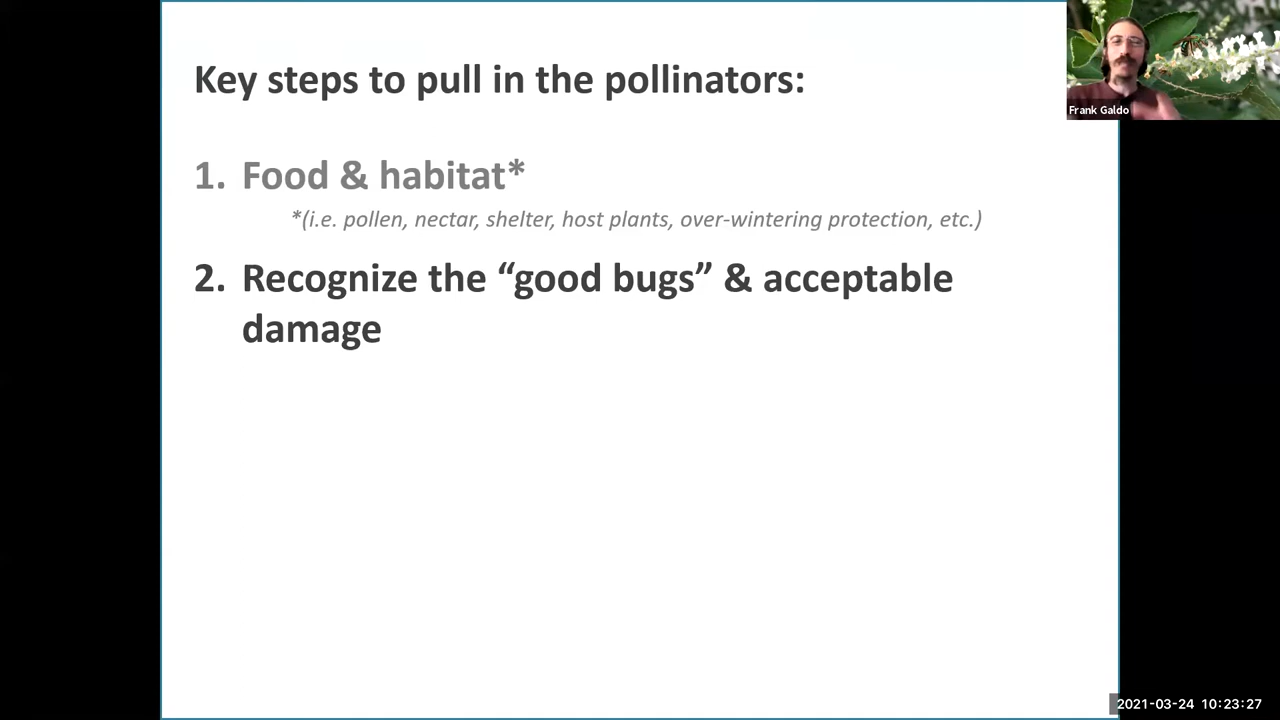 Key steps to pull in the pollinators:
Frank Galdo
1. Food & habitat*
*(i.e. pollen, nectar, shelter, host plants, over-wintering protection, etc.)
2. Recognize the “good bugs” & acceptable
damage
2021-03-24 10:23:27